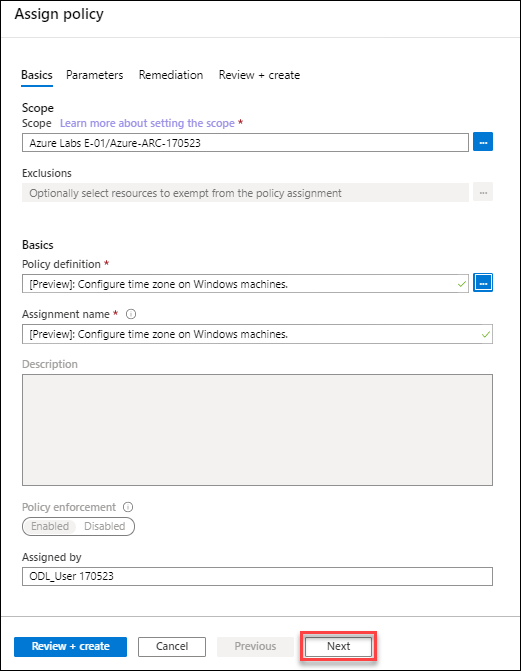 Assign policy
Basics Parameters Remediation Review + create
Scope
Scope Learn more about setting the scope *
Azure Labs E-01/Azure-ARC-170523 ...
Exclusions
Optionally select resources to exempt from the policy assignment ...
Basics
Policy definition *
[Preview]: Configure time zone on Windows machines. ...
Assignment name *
[Preview]: Configure time zone on Windows machines.
Description
Policy enforcement
Enabled Disabled
Assigned by
ODL_User 170523
Review + create Cancel Previous Next